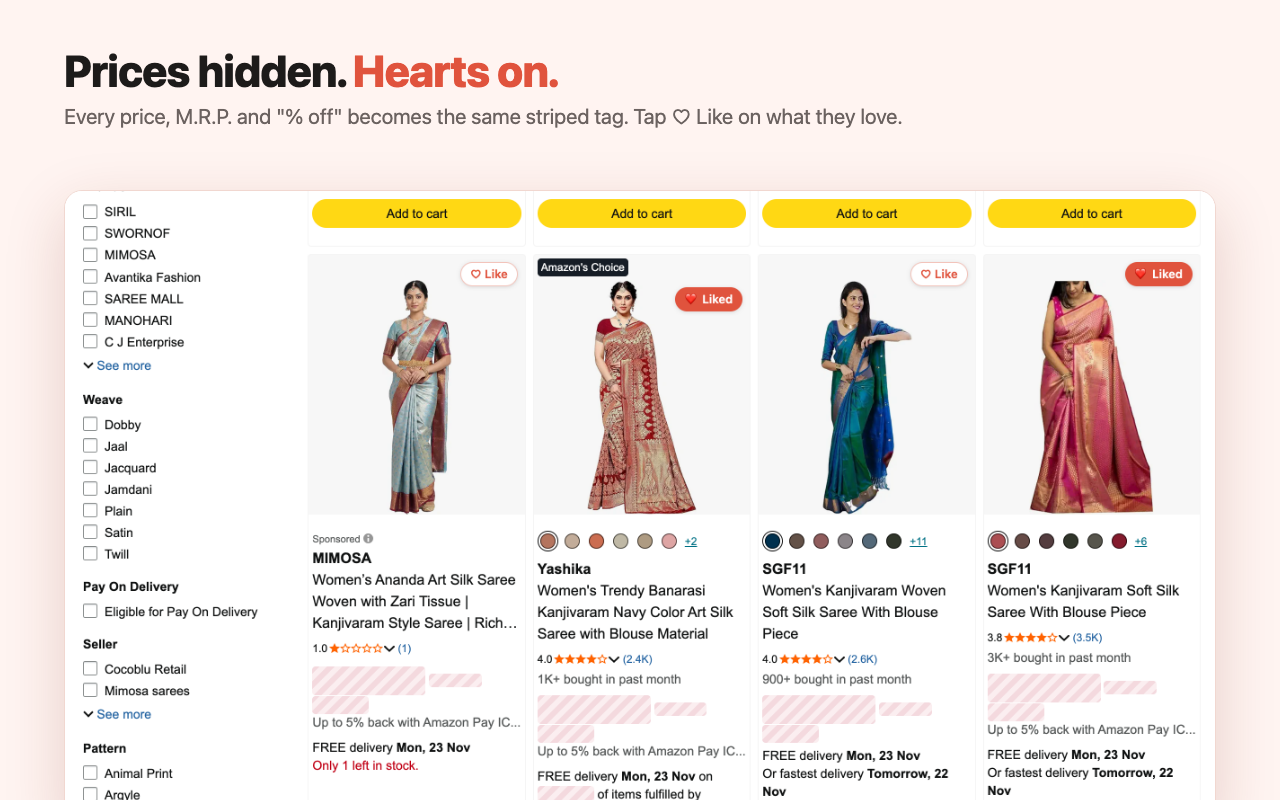 Prices hidden. Hearts on.
Every price, M.R.P. and "% off" becomes the same striped tag. Tap ♡ Like on what they love.
SIRIL
SWORNOF
MIMOSA
Avantika Fashion
SAREE MALL
MANOHARI
C J Enterprise
See more
Weave
Dobby
Jaal
Jacquard
Jamdani
Plain
Satin
Twill
Pay On Delivery
Eligible for Pay On Delivery
Seller
Cocoblu Retail
Mimosa sarees
See more
Pattern
Animal Print
Argyle
Add to cart
Add to cart
Add to cart
Add to cart
♡ Like
Sponsored
MIMOSA
Women's Ananda Art Silk Saree
Woven with Zari Tissue |
Kanjivaram Style Saree | Rich...
1.0 (1)
Up to 5% back with Amazon Pay IC...
FREE delivery Mon, 23 Nov
Only 1 left in stock.
Amazon's Choice
Liked
+2
Yashika
Women's Trendy Banarasi
Kanjivaram Navy Color Art Silk
Saree with Blouse Material
4.0 (2.4K)
1K+ bought in past month
Up to 5% back with Amazon Pay IC...
FREE delivery Mon, 23 Nov on
of items fulfilled by
♡ Like
+11
SGF11
Women's Kanjivaram Woven
Soft Silk Saree With Blouse
Piece
4.0 (2.6K)
900+ bought in past month
FREE delivery Mon, 23 Nov
Or fastest delivery Tomorrow, 22
Nov
Liked
+6
SGF11
Women's Kanjivaram Soft Silk
Saree With Blouse Piece
3.8 (3.5K)
3K+ bought in past month
Up to 5% back with Amazon Pay IC...
FREE delivery Mon, 23 Nov
Or fastest delivery Tomorrow, 22
Nov